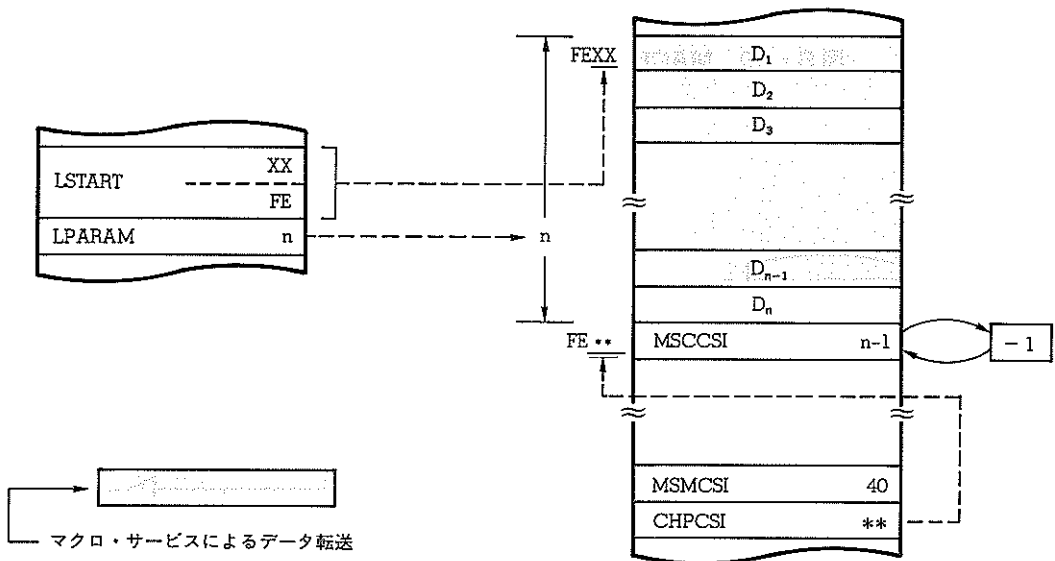 FEXX
D₁
D₂
D₃
LSTART
XX
FE
LPARAM n
n
Dₙ₋₁
Dₙ
FE **
MSCCSI n-1
-1
MSMCSI 40
CHPCSI **
マクロ・サービスによるデータ転送